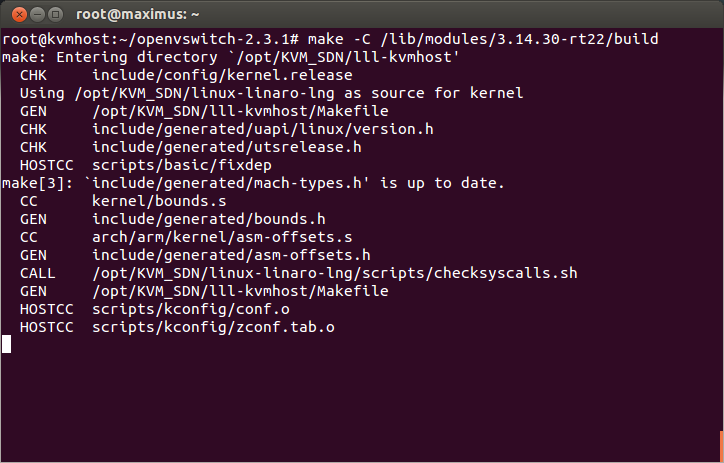 root@maximus: ~
root@kvmhost:~/openvswitch-2.3.1# make -C /lib/modules/3.14.30-rt22/build
make: Entering directory `/opt/KVM_SDN/lll-kvmhost'
  CHK     include/config/kernel.release
  Using /opt/KVM_SDN/linux-linaro-lng as source for kernel
  GEN     /opt/KVM_SDN/lll-kvmhost/Makefile
  CHK     include/generated/uapi/linux/version.h
  CHK     include/generated/utsrelease.h
  HOSTCC  scripts/basic/fixdep
make[3]: `include/generated/mach-types.h' is up to date.
  CC      kernel/bounds.s
  GEN     include/generated/bounds.h
  CC      arch/arm/kernel/asm-offsets.s
  GEN     include/generated/asm-offsets.h
  CALL    /opt/KVM_SDN/linux-linaro-lng/scripts/checksyscalls.sh
  GEN     /opt/KVM_SDN/lll-kvmhost/Makefile
  HOSTCC  scripts/kconfig/conf.o
  HOSTCC  scripts/kconfig/zconf.tab.o